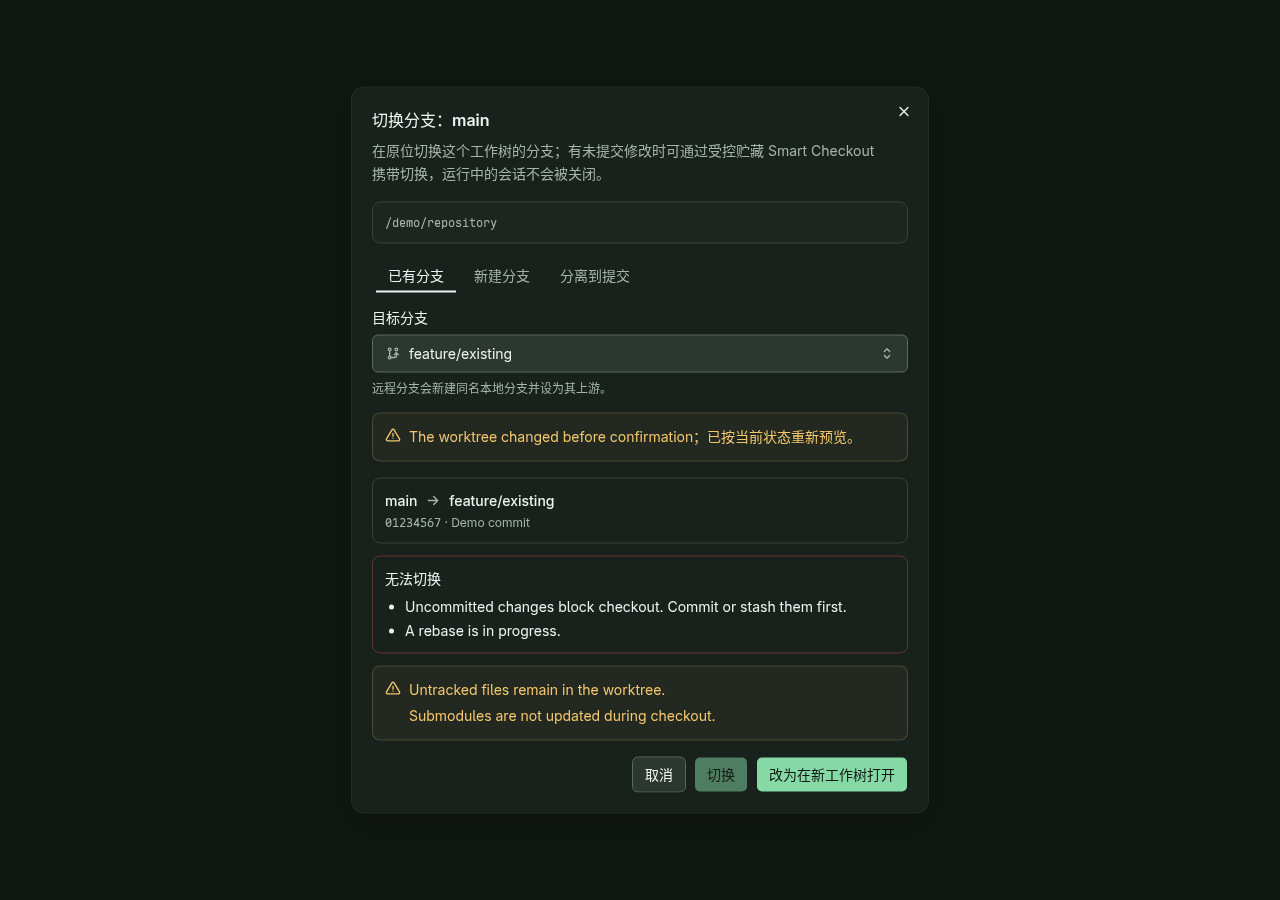 切换分支：main
在原位切换这个工作树的分支；有未提交修改时可通过受控贮藏 Smart Checkout
携带切换，运行中的会话不会被关闭。
/demo/repository
已有分支 新建分支 分离到提交
目标分支
feature/existing
远程分支会新建同名本地分支并设为其上游。
The worktree changed before confirmation；已按当前状态重新预览。
main → feature/existing
01234567 · Demo commit
无法切换
• Uncommitted changes block checkout. Commit or stash them first.
• A rebase is in progress.
Untracked files remain in the worktree.
Submodules are not updated during checkout.
取消 切换 改为在新工作树打开